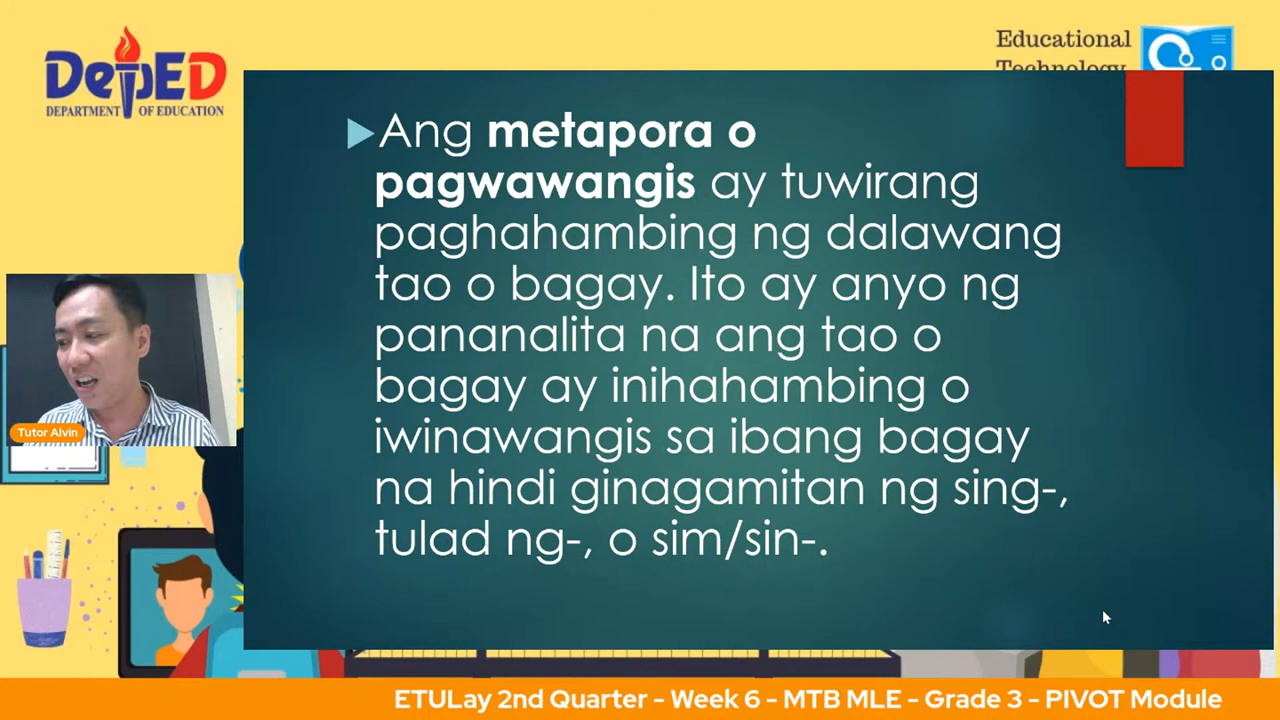 DepED
DEPARTMENT OF EDUCATION
Educational
Technology
Ang metapora o
pagwawangis ay tuwirang
paghahambing ng dalawang
tao o bagay. Ito ay anyo ng
pananalita na ang tao o
bagay ay inihahambing o
iwinawangis sa ibang bagay
na hindi ginagamitan ng sing-,
tulad ng-, o sim/sin-.
Tutor Alvin
ETULay 2nd Quarter - Week 6 - MTB MLE - Grade 3 - PIVOT Module